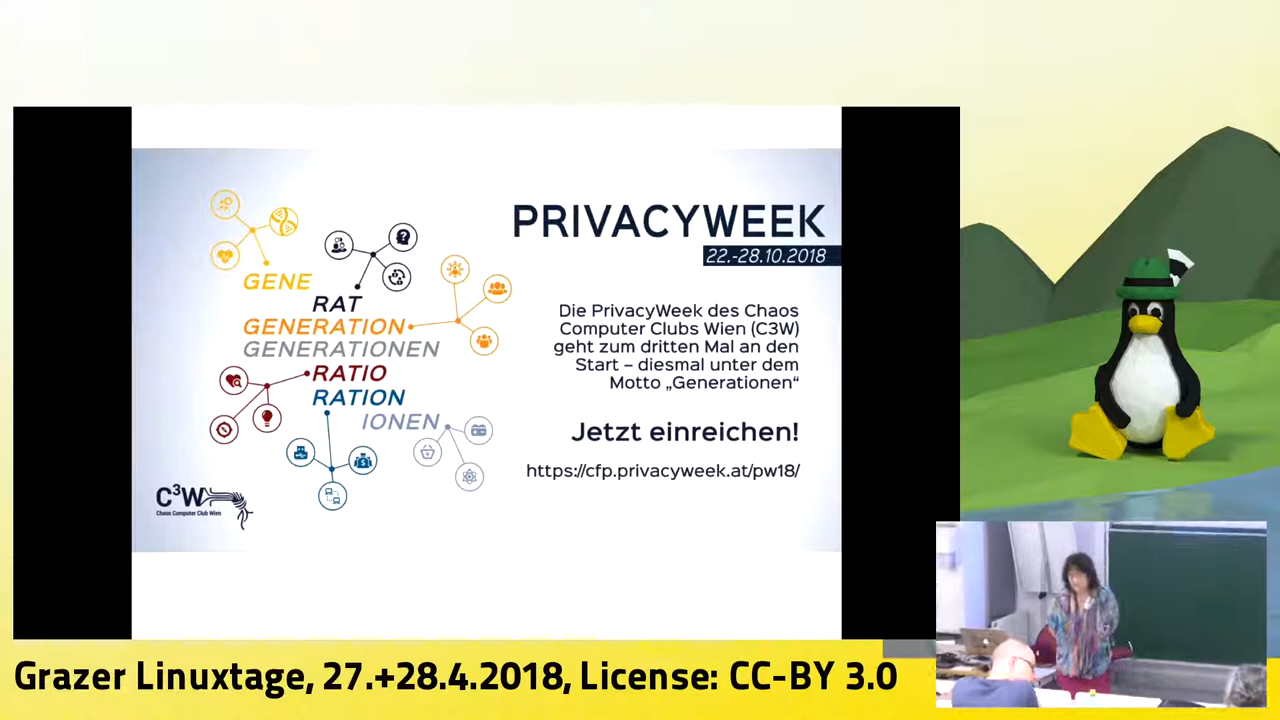 GENE
RAT
GENERATION
GENERATIONEN
RATIO
RATION
IONEN
C³W
Chaos Computer Club Wien
PRIVACYWEEK
22.-28.10.2018
Die PrivacyWeek des Chaos
Computer Clubs Wien (C3W)
geht zum dritten Mal an den
Start – diesmal unter dem
Motto „Generationen“
Jetzt einreichen!
https://cfp.privacyweek.at/pw18/
Grazer Linuxtage, 27.+28.4.2018, License: CC-BY 3.0